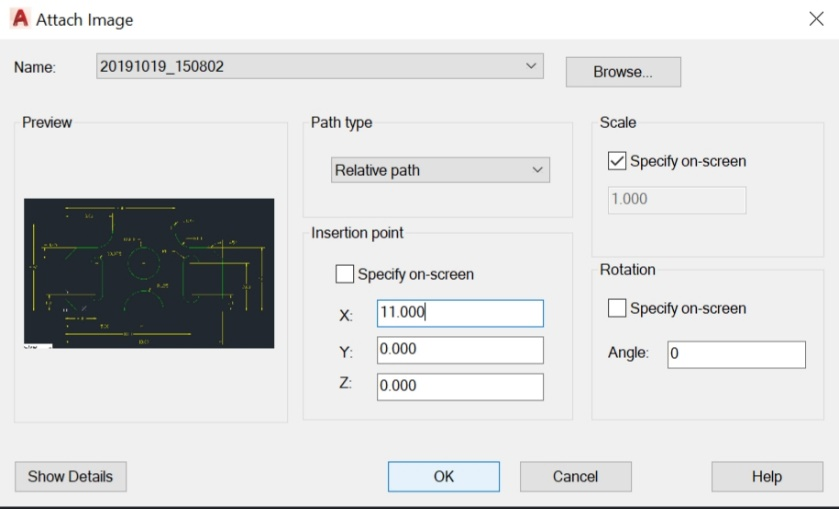 A Attach Image
Name: 20191019_150802 Browse...
Preview
Path type
Relative path
Insertion point
Specify on-screen
X: 11.000
Y: 0.000
Z: 0.000
Scale
Specify on-screen
1.000
Rotation
Specify on-screen
Angle: 0
Show Details OK Cancel Help